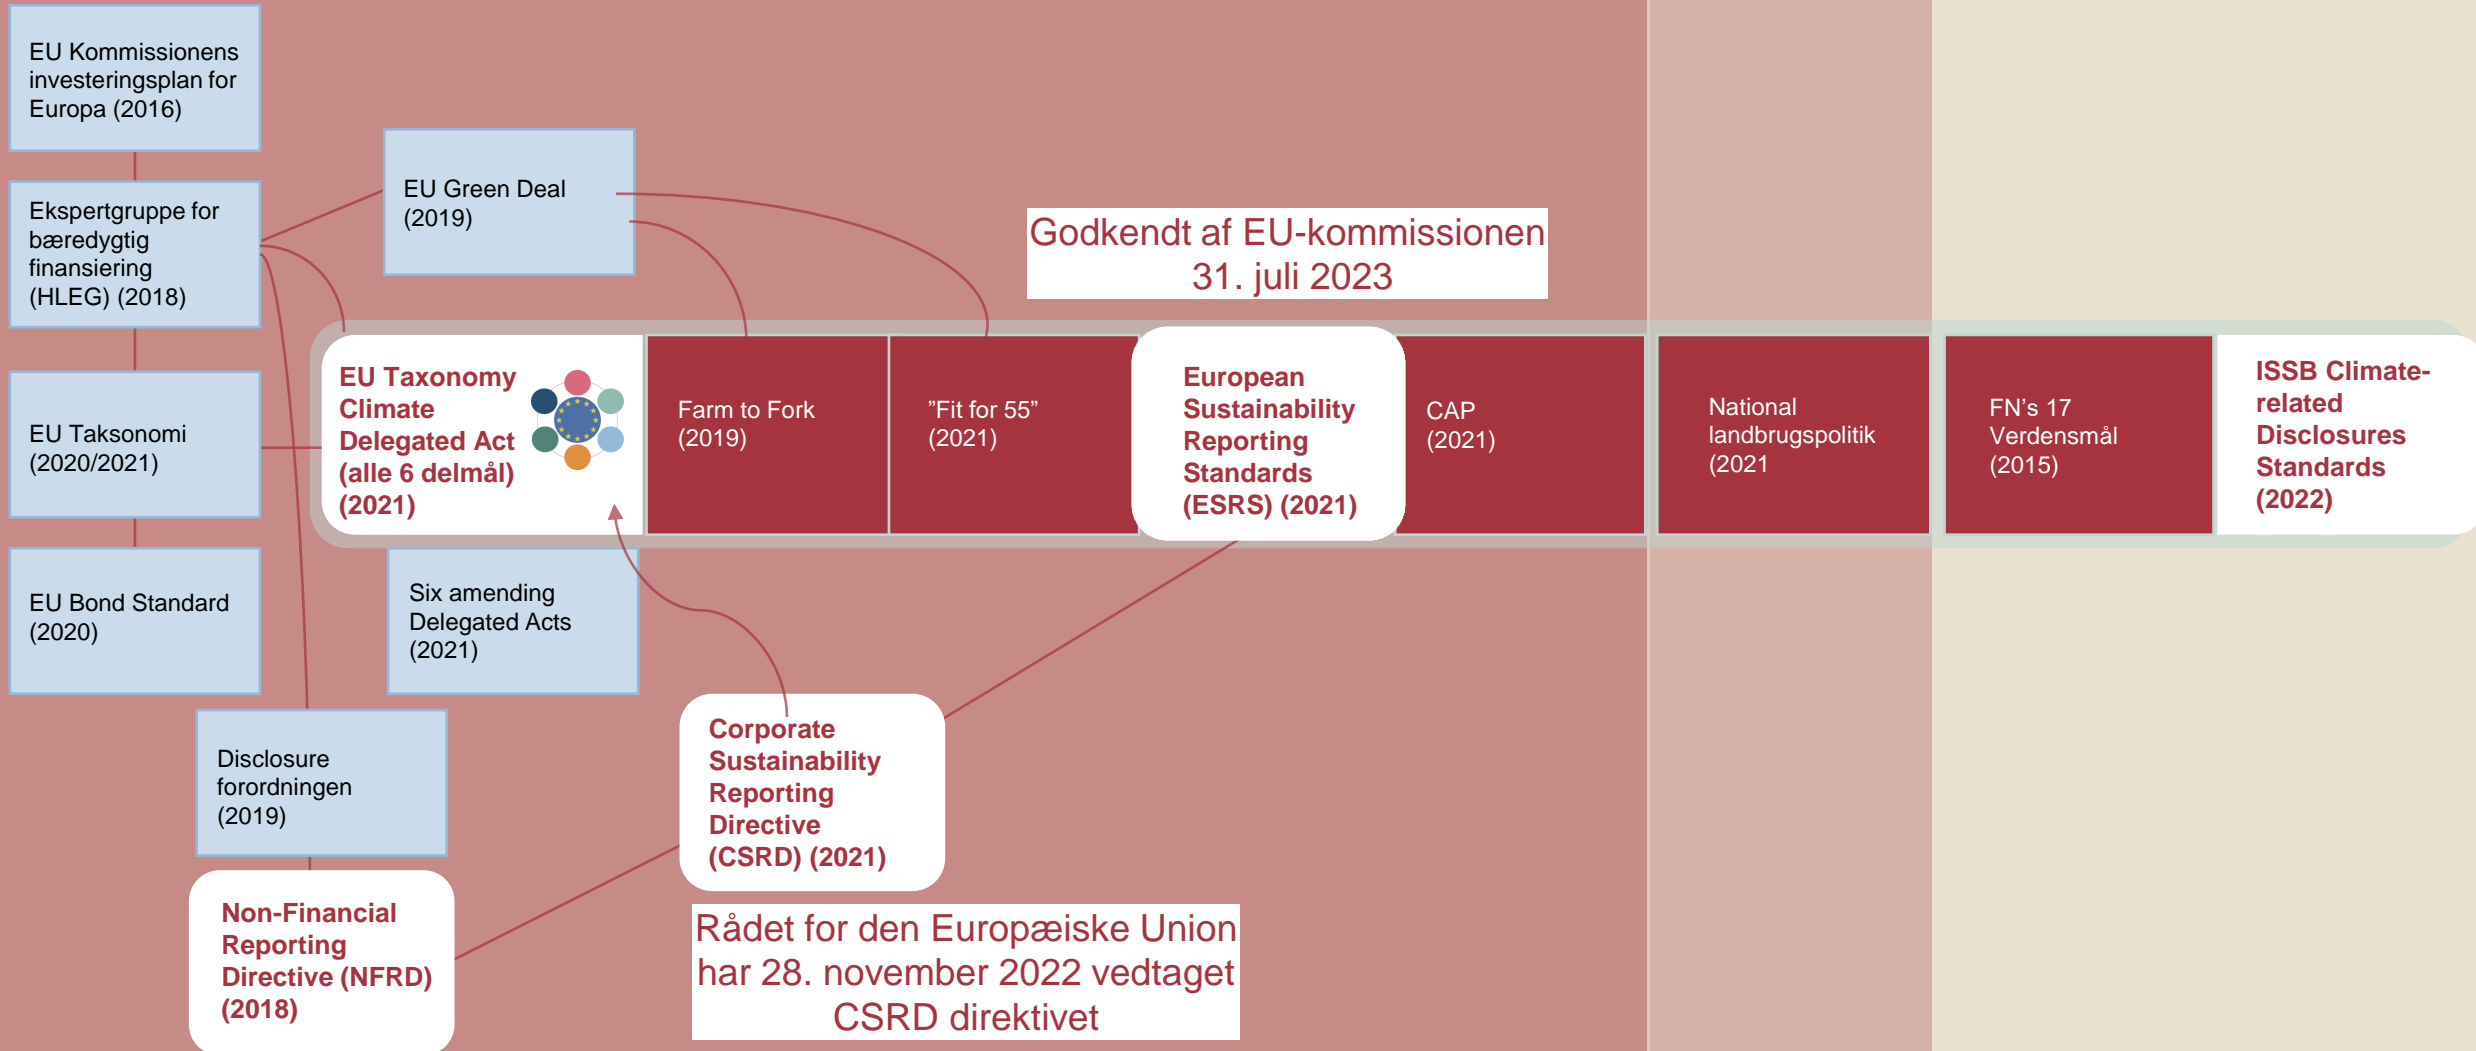 EU Kommissionens
investeringsplan for
Europa (2016)
Ekspertgruppe for
bæredygtig
finansiering
(HLEG) (2018)
EU Taksonomi
(2020/2021)
EU Bond Standard
(2020)
EU Green Deal
(2019)
Godkendt af EU-kommissionen
31. juli 2023
EU Taxonomy
Climate
Delegated Act
(alle 6 delmål)
(2021)
Farm to Fork
(2019)
”Fit for 55”
(2021)
European
Sustainability
Reporting
Standards
(ESRS) (2021)
CAP
(2021)
National
landbrugspolitik
(2021
FN’s 17
Verdensmål
(2015)
ISSB Climate-
related
Disclosures
Standards
(2022)
Six amending
Delegated Acts
(2021)
Disclosure
forordningen
(2019)
Corporate
Sustainability
Reporting
Directive
(CSRD) (2021)
Non-Financial
Reporting
Directive (NFRD)
(2018)
Rådet for den Europæiske Union
har 28. november 2022 vedtaget
CSRD direktivet